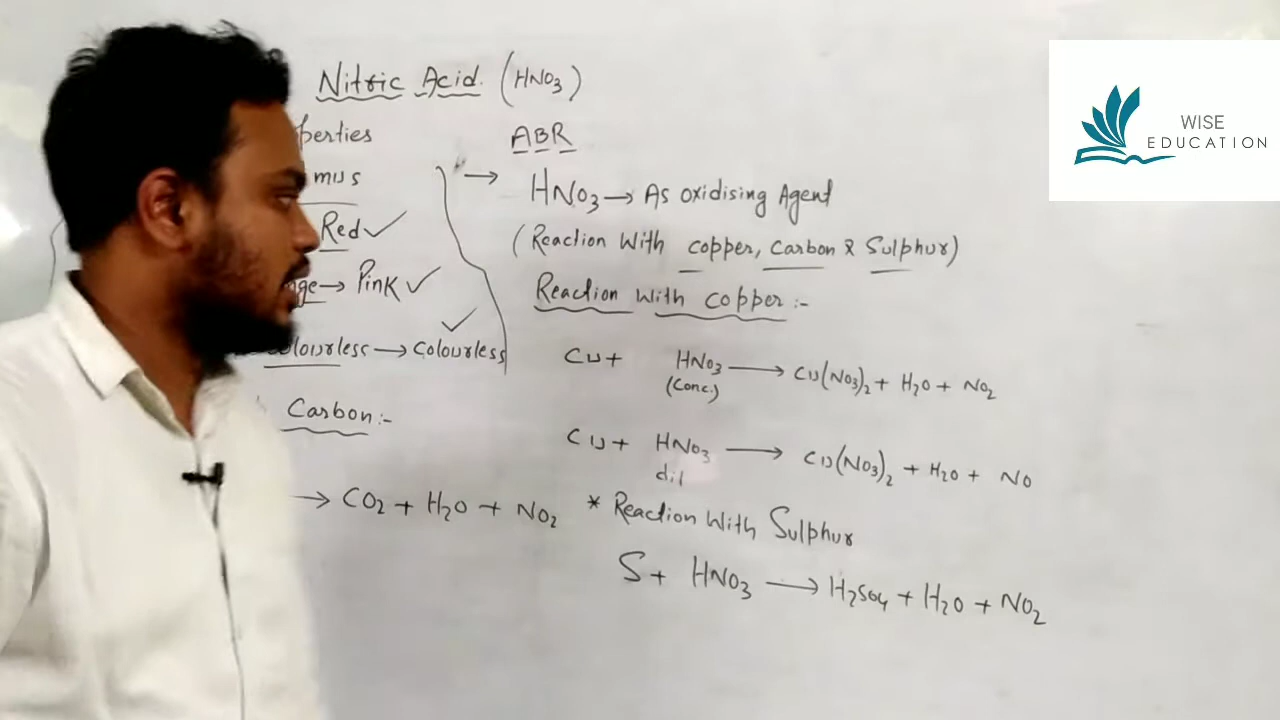 Nitric Acid. (HNO3)
perties
ABR
mus
→ HNO3 → As oxidising Agent
Red ✓
(Reaction With copper, Carbon & Sulphur)
→ Pink ✓
Reaction With Copper :-
Colourless → Colourless ✓
Cu + HNO3 → Cu(NO3)2 + H2O + NO2
(Conc.)
Carbon :-
Cu + HNO3 → Cu(NO3)2 + H2O + NO
dil
→ CO2 + H2O + NO2
* Reaction With Sulphur
S + HNO3 → H2SO4 + H2O + NO2
WISE
EDUCATION